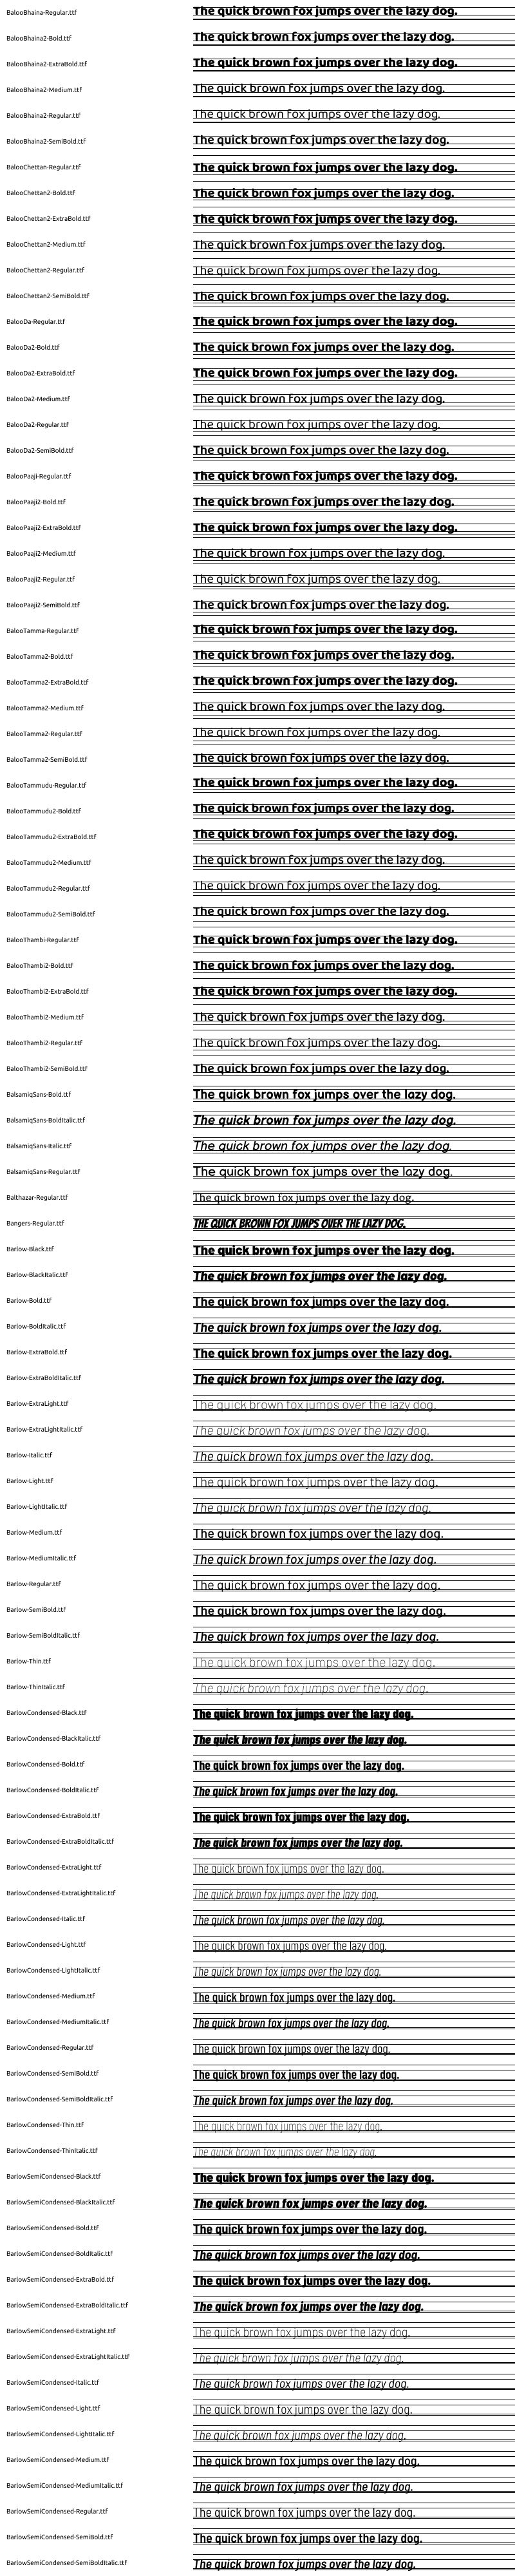 BalooBhaina-Regular.ttf The quick brown fox jumps over the lazy dog.
BalooBhaina2-Bold.ttf The quick brown fox jumps over the lazy dog.
BalooBhaina2-ExtraBold.ttf The quick brown fox jumps over the lazy dog.
BalooBhaina2-Medium.ttf The quick brown fox jumps over the lazy dog.
BalooBhaina2-Regular.ttf The quick brown fox jumps over the lazy dog.
BalooBhaina2-SemiBold.ttf The quick brown fox jumps over the lazy dog.
BalooChettan-Regular.ttf The quick brown fox jumps over the lazy dog.
BalooChettan2-Bold.ttf The quick brown fox jumps over the lazy dog.
BalooChettan2-ExtraBold.ttf The quick brown fox jumps over the lazy dog.
BalooChettan2-Medium.ttf The quick brown fox jumps over the lazy dog.
BalooChettan2-Regular.ttf The quick brown fox jumps over the lazy dog.
BalooChettan2-SemiBold.ttf The quick brown fox jumps over the lazy dog.
BalooDa-Regular.ttf The quick brown fox jumps over the lazy dog.
BalooDa2-Bold.ttf The quick brown fox jumps over the lazy dog.
BalooDa2-ExtraBold.ttf The quick brown fox jumps over the lazy dog.
BalooDa2-Medium.ttf The quick brown fox jumps over the lazy dog.
BalooDa2-Regular.ttf The quick brown fox jumps over the lazy dog.
BalooDa2-SemiBold.ttf The quick brown fox jumps over the lazy dog.
BalooPaaji-Regular.ttf The quick brown fox jumps over the lazy dog.
BalooPaaji2-Bold.ttf The quick brown fox jumps over the lazy dog.
BalooPaaji2-ExtraBold.ttf The quick brown fox jumps over the lazy dog.
BalooPaaji2-Medium.ttf The quick brown fox jumps over the lazy dog.
BalooPaaji2-Regular.ttf The quick brown fox jumps over the lazy dog.
BalooPaaji2-SemiBold.ttf The quick brown fox jumps over the lazy dog.
BalooTamma-Regular.ttf The quick brown fox jumps over the lazy dog.
BalooTamma2-Bold.ttf The quick brown fox jumps over the lazy dog.
BalooTamma2-ExtraBold.ttf The quick brown fox jumps over the lazy dog.
BalooTamma2-Medium.ttf The quick brown fox jumps over the lazy dog.
BalooTamma2-Regular.ttf The quick brown fox jumps over the lazy dog.
BalooTamma2-SemiBold.ttf The quick brown fox jumps over the lazy dog.
BalooTammudu-Regular.ttf The quick brown fox jumps over the lazy dog.
BalooTammudu2-Bold.ttf The quick brown fox jumps over the lazy dog.
BalooTammudu2-ExtraBold.ttf The quick brown fox jumps over the lazy dog.
BalooTammudu2-Medium.ttf The quick brown fox jumps over the lazy dog.
BalooTammudu2-Regular.ttf The quick brown fox jumps over the lazy dog.
BalooTammudu2-SemiBold.ttf The quick brown fox jumps over the lazy dog.
BalooThambi-Regular.ttf The quick brown fox jumps over the lazy dog.
BalooThambi2-Bold.ttf The quick brown fox jumps over the lazy dog.
BalooThambi2-ExtraBold.ttf The quick brown fox jumps over the lazy dog.
BalooThambi2-Medium.ttf The quick brown fox jumps over the lazy dog.
BalooThambi2-Regular.ttf The quick brown fox jumps over the lazy dog.
BalooThambi2-SemiBold.ttf The quick brown fox jumps over the lazy dog.
BalsamiqSans-Bold.ttf The quick brown fox jumps over the lazy dog.
BalsamiqSans-BoldItalic.ttf The quick brown fox jumps over the lazy dog.
BalsamiqSans-Italic.ttf The quick brown fox jumps over the lazy dog.
BalsamiqSans-Regular.ttf The quick brown fox jumps over the lazy dog.
Balthazar-Regular.ttf The quick brown fox jumps over the lazy dog.
Bangers-Regular.ttf THE QUICK BROWN FOX JUMPS OVER THE LAZY DOG.
Barlow-Black.ttf The quick brown fox jumps over the lazy dog.
Barlow-BlackItalic.ttf The quick brown fox jumps over the lazy dog.
Barlow-Bold.ttf The quick brown fox jumps over the lazy dog.
Barlow-BoldItalic.ttf The quick brown fox jumps over the lazy dog.
Barlow-ExtraBold.ttf The quick brown fox jumps over the lazy dog.
Barlow-ExtraBoldItalic.ttf The quick brown fox jumps over the lazy dog.
Barlow-ExtraLight.ttf The quick brown fox jumps over the lazy dog.
Barlow-ExtraLightItalic.ttf The quick brown fox jumps over the lazy dog.
Barlow-Italic.ttf The quick brown fox jumps over the lazy dog.
Barlow-Light.ttf The quick brown fox jumps over the lazy dog.
Barlow-LightItalic.ttf The quick brown fox jumps over the lazy dog.
Barlow-Medium.ttf The quick brown fox jumps over the lazy dog.
Barlow-MediumItalic.ttf The quick brown fox jumps over the lazy dog.
Barlow-Regular.ttf The quick brown fox jumps over the lazy dog.
Barlow-SemiBold.ttf The quick brown fox jumps over the lazy dog.
Barlow-SemiBoldItalic.ttf The quick brown fox jumps over the lazy dog.
Barlow-Thin.ttf The quick brown fox jumps over the lazy dog.
Barlow-ThinItalic.ttf The quick brown fox jumps over the lazy dog.
BarlowCondensed-Black.ttf The quick brown fox jumps over the lazy dog.
BarlowCondensed-BlackItalic.ttf The quick brown fox jumps over the lazy dog.
BarlowCondensed-Bold.ttf The quick brown fox jumps over the lazy dog.
BarlowCondensed-BoldItalic.ttf The quick brown fox jumps over the lazy dog.
BarlowCondensed-ExtraBold.ttf The quick brown fox jumps over the lazy dog.
BarlowCondensed-ExtraBoldItalic.ttf The quick brown fox jumps over the lazy dog.
BarlowCondensed-ExtraLight.ttf The quick brown fox jumps over the lazy dog.
BarlowCondensed-ExtraLightItalic.ttf The quick brown fox jumps over the lazy dog.
BarlowCondensed-Italic.ttf The quick brown fox jumps over the lazy dog.
BarlowCondensed-Light.ttf The quick brown fox jumps over the lazy dog.
BarlowCondensed-LightItalic.ttf The quick brown fox jumps over the lazy dog.
BarlowCondensed-Medium.ttf The quick brown fox jumps over the lazy dog.
BarlowCondensed-MediumItalic.ttf The quick brown fox jumps over the lazy dog.
BarlowCondensed-Regular.ttf The quick brown fox jumps over the lazy dog.
BarlowCondensed-SemiBold.ttf The quick brown fox jumps over the lazy dog.
BarlowCondensed-SemiBoldItalic.ttf The quick brown fox jumps over the lazy dog.
BarlowCondensed-Thin.ttf The quick brown fox jumps over the lazy dog.
BarlowCondensed-ThinItalic.ttf The quick brown fox jumps over the lazy dog.
BarlowSemiCondensed-Black.ttf The quick brown fox jumps over the lazy dog.
BarlowSemiCondensed-BlackItalic.ttf The quick brown fox jumps over the lazy dog.
BarlowSemiCondensed-Bold.ttf The quick brown fox jumps over the lazy dog.
BarlowSemiCondensed-BoldItalic.ttf The quick brown fox jumps over the lazy dog.
BarlowSemiCondensed-ExtraBold.ttf The quick brown fox jumps over the lazy dog.
BarlowSemiCondensed-ExtraBoldItalic.ttf The quick brown fox jumps over the lazy dog.
BarlowSemiCondensed-ExtraLight.ttf The quick brown fox jumps over the lazy dog.
BarlowSemiCondensed-ExtraLightItalic.ttf The quick brown fox jumps over the lazy dog.
BarlowSemiCondensed-Italic.ttf The quick brown fox jumps over the lazy dog.
BarlowSemiCondensed-Light.ttf The quick brown fox jumps over the lazy dog.
BarlowSemiCondensed-LightItalic.ttf The quick brown fox jumps over the lazy dog.
BarlowSemiCondensed-Medium.ttf The quick brown fox jumps over the lazy dog.
BarlowSemiCondensed-MediumItalic.ttf The quick brown fox jumps over the lazy dog.
BarlowSemiCondensed-Regular.ttf The quick brown fox jumps over the lazy dog.
BarlowSemiCondensed-SemiBold.ttf The quick brown fox jumps over the lazy dog.
BarlowSemiCondensed-SemiBoldItalic.ttf The quick brown fox jumps over the lazy dog.